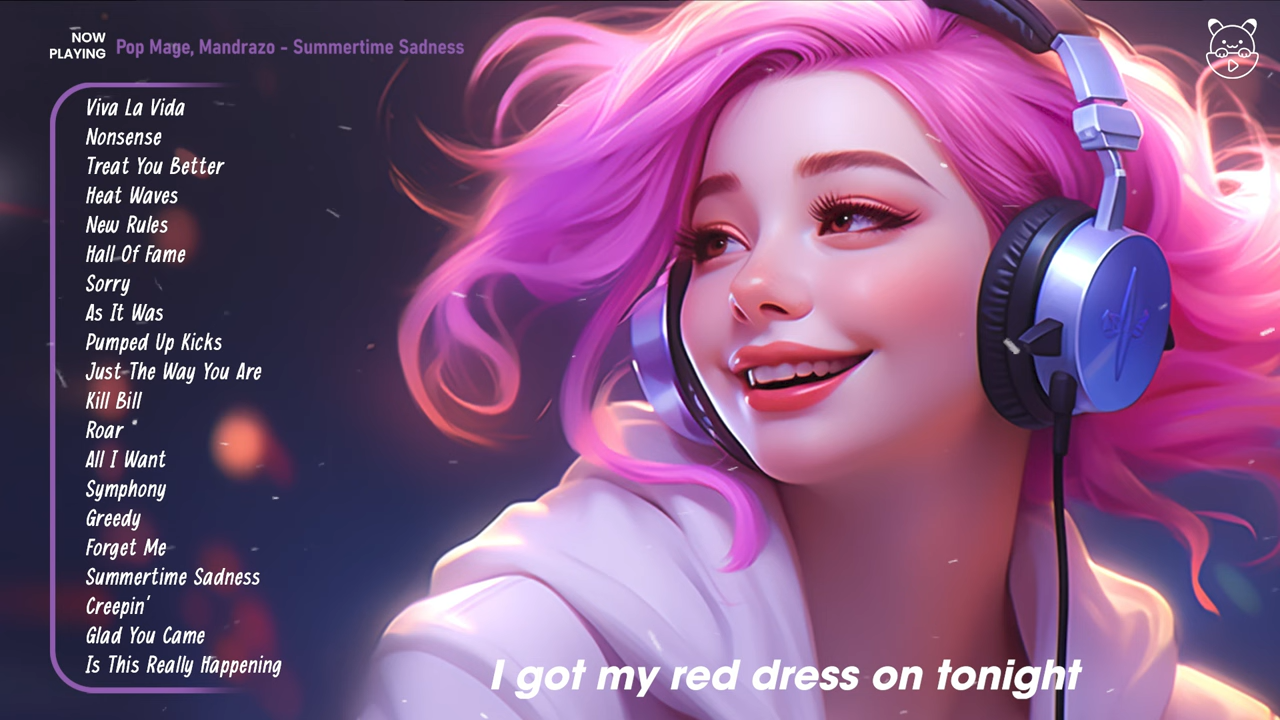 NOW
PLAYING
Pop Mage, Mandrazo - Summertime Sadness
Viva La Vida
Nonsense
Treat You Better
Heat Waves
New Rules
Hall Of Fame
Sorry
As It Was
Pumped Up Kicks
Just The Way You Are
Kill Bill
Roar
All I Want
Symphony
Greedy
Forget Me
Summertime Sadness
Creepin'
Glad You Came
Is This Really Happening
I got my red dress on tonight